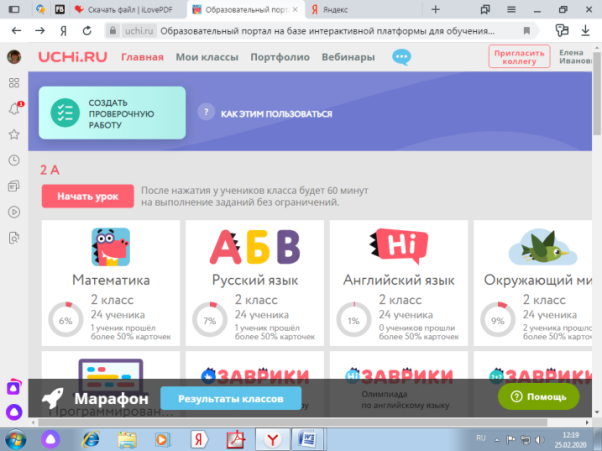 Скачать файл | iLovePDF
Образовательный порт
Яндекс
uchi.ru Образовательный портал на базе интерактивной платформы для обучения...
UCHi.RU Главная Мои классы Портфолио Вебинары
Пригласить
коллегу
Елена
Иванов
СОЗДАТЬ
ПРОВЕРОЧНУЮ
РАБОТУ
? КАК ЭТИМ ПОЛЬЗОВАТЬСЯ
2 А
Начать урок
После нажатия у учеников класса будет 60 минут
на выполнение заданий без ограничений.
Математика
2 класс
24 ученика
6%
1 ученик прошёл
более 50% карточек
АБВ
Русский язык
2 класс
24 ученика
7%
1 ученик прошёл
более 50% карточек
Hi
Английский язык
2 класс
24 ученика
1%
0 учеников прошли
более 50% карточек
Окружающий ми
2 класс
24 ученика
9%
2 ученика прошло
более 50% карточек
Программирован...
ЗАВРИКИ
Hi ЗАВРИКИ
Олимпиада
по английскому языку
ЗАВРИКИ
Марафон
Результаты классов
? Помощь
RU
12:19
25.02.2020